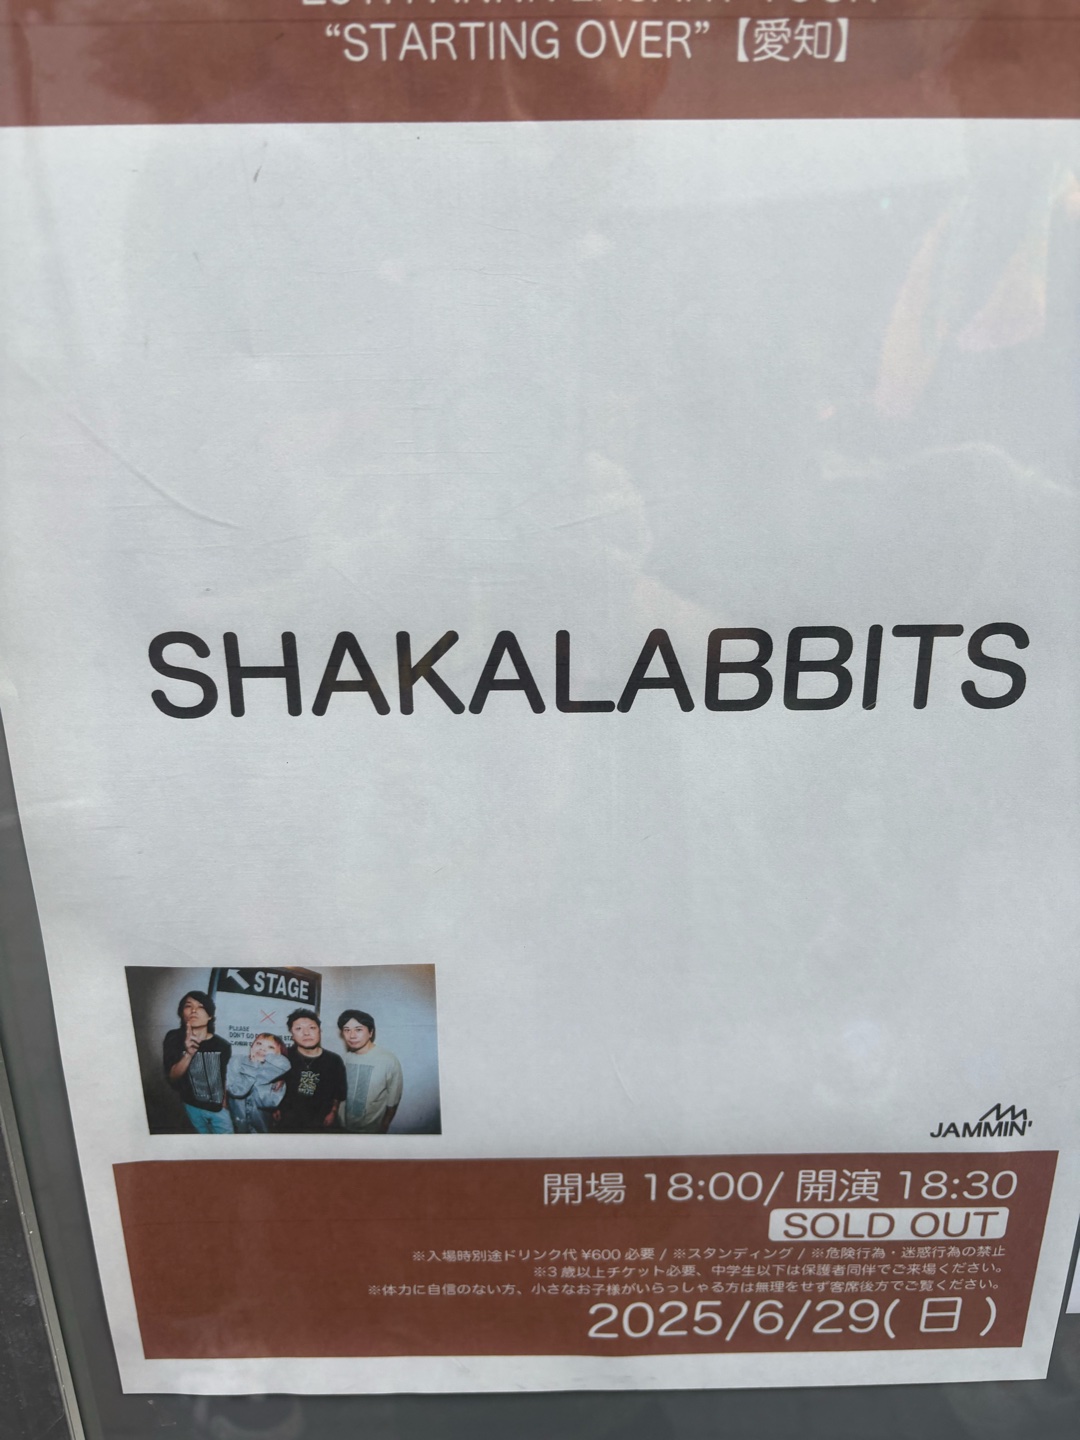 “STARTING OVER”【愛知】
SHAKALABBITS
STAGE
PLEASE
JAMMIN'
開場 18:00/ 開演 18:30
SOLD OUT
※入場時別途ドリンク代 ¥600 必要 / ※スタンディング / ※危険行為・迷惑行為の禁止
※3 歳以上チケット必要、中学生以下は保護者同伴でご来場ください。
※体力に自信のない方、小さなお子様がいらっしゃる方は無理をせず客席後方でご覧ください。
2025/6/29( 日 )